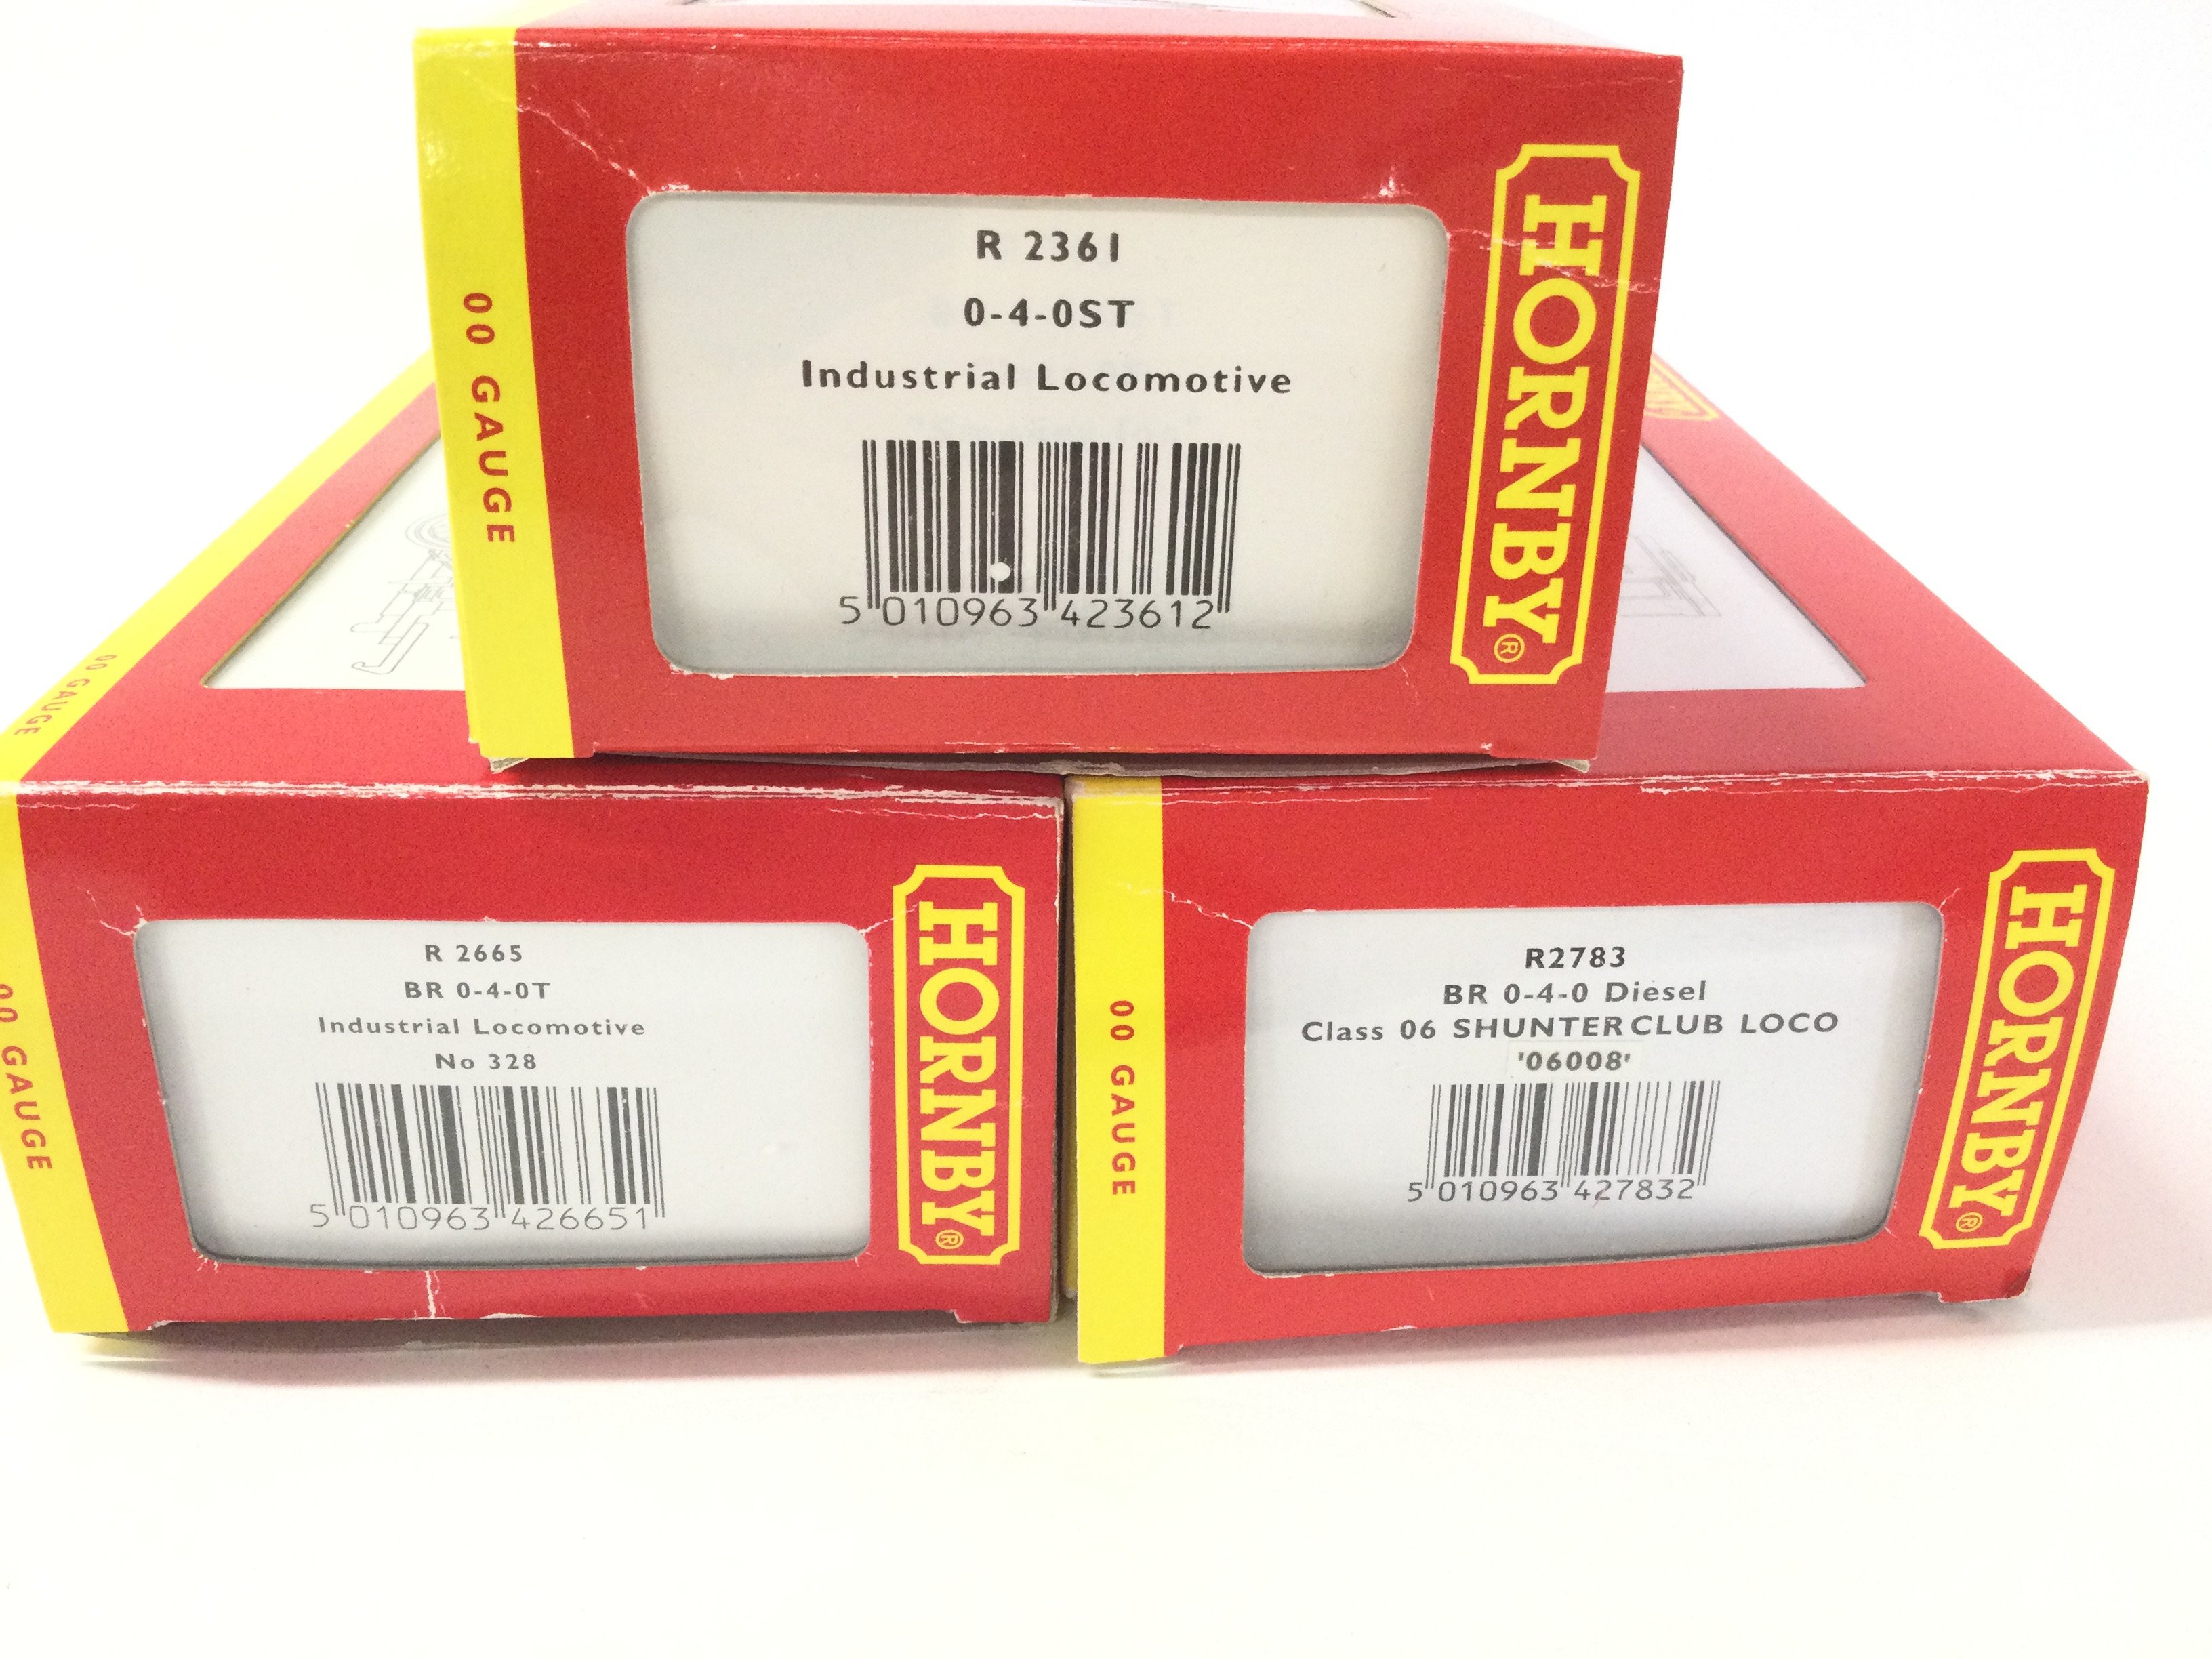 00 GAUGE
R 2361
0-4-0ST
Industrial Locomotive
5 010963 423612
HORNBY®
00 GAUGE
00 GAUGE
R 2665
BR 0-4-0T
Industrial Locomotive
No 328
5 010963 426651
HORNBY®
00 GAUGE
R2783
BR 0-4-0 Diesel
Class 06 SHUNTER CLUB LOCO
'06008'
5 010963 427832
HORNBY®